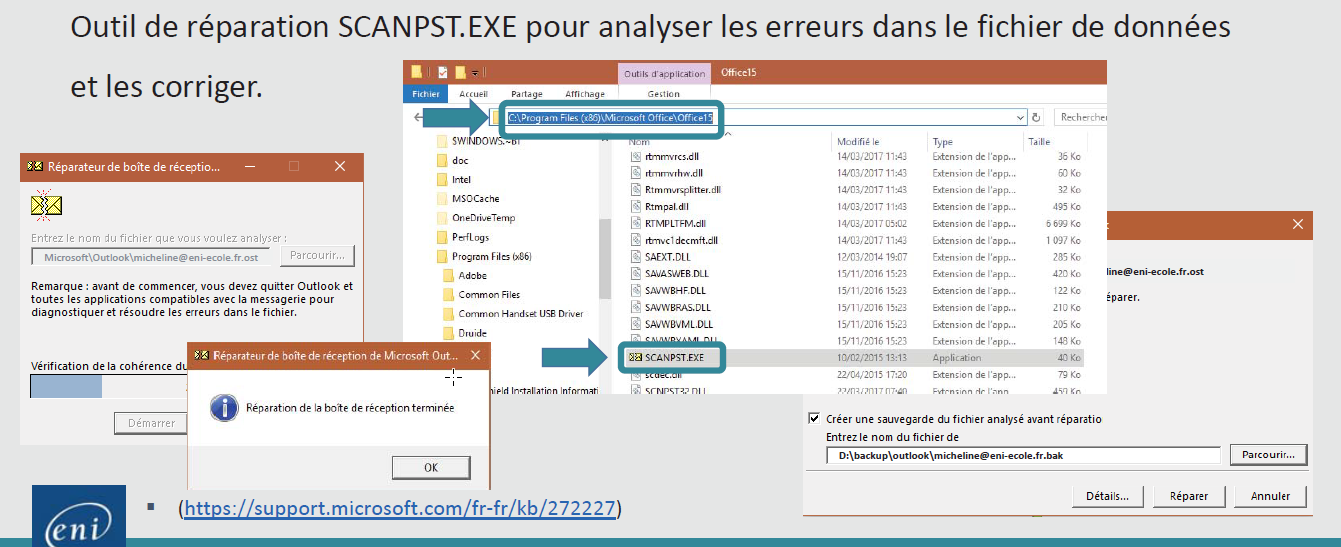 Outil de réparation SCANPST.EXE pour analyser les erreurs dans le fichier de données
et les corriger.
Outils d'application
Office15
Fichier
Accueil
Partage
Affichage
Gestion
C:\Program Files (x86)\Microsoft Office\Office15
Rechercher
SWINDOWS.~BT
doc
Intel
MSOCache
OneDriveTemp
PerfLogs
Program Files (x86)
Adobe
Common Files
Common Handset USB Driver
Druide
ield Installation Informati
Nom Modifié le Type Taille
rtmmvrcs.dll 14/03/2017 11:43 Extension de l'app... 36 Ko
rtmvrhw.dll 14/03/2017 11:43 Extension de l'app... 60 Ko
Rtmmvrsplitter.dll 14/03/2017 11:43 Extension de l'app... 32 Ko
Rtmpal.dll 14/03/2017 11:43 Extension de l'app... 495 Ko
RTMPLTFM.dll 14/03/2017 05:02 Extension de l'app... 6 699 Ko
rtmvc1decmft.dll 14/03/2017 11:43 Extension de l'app... 1 097 Ko
SAEXT.DLL 12/03/2014 19:07 Extension de l'app... 285 Ko
SAVASWEB.DLL 15/11/2016 15:23 Extension de l'app... 420 Ko
SAVWBHF.DLL 15/11/2016 15:23 Extension de l'app... 122 Ko
SAVWBRAS.DLL 15/11/2016 15:23 Extension de l'app... 210 Ko
SAVWBVML.DLL 15/11/2016 15:23 Extension de l'app... 205 Ko
15/11/2016 15:23 Extension de l'app... 148 Ko
SCANPST.EXE 10/02/2015 13:13 Application 40 Ko
scdec.dll 22/04/2015 17:20 Extension de l'app... 79 Ko
SCNPST32.DLL 22/03/2017 07:40 Extension de l'app... 459 Ko
Réparateur de boîte de réceptio...
Entrez le nom du fichier que vous voulez analyser :
Microsoft\Outlook\micheline@eni-ecole.fr.ost
Parcourir...
Remarque : avant de commencer, vous devez quitter Outlook et
toutes les applications compatibles avec la messagerie pour
diagnostiquer et résoudre les erreurs dans le fichier.
Vérification de la cohérence du
Démarrer
Réparateur de boîte de réception de Microsoft Out...
Réparation de la boîte de réception terminée
OK
line@eni-ecole.fr.ost
éparer.
Créer une sauvegarde du fichier analysé avant réparatio
Entrez le nom du fichier de
D:\backup\outlook\micheline@eni-ecole.fr.bak
Parcourir...
Détails...
Réparer
Annuler
(https://support.microsoft.com/fr-fr/kb/272227)
eni